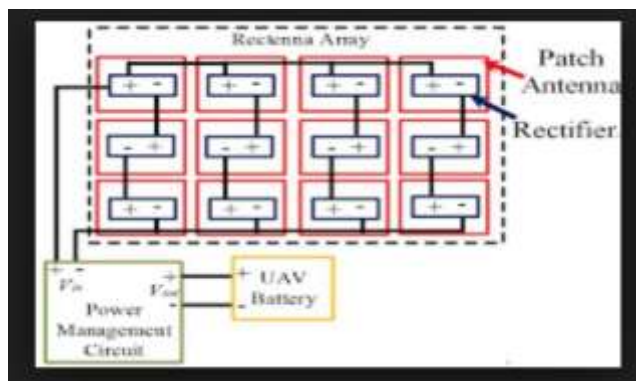 Rectenna Array
Patch
Antenna
Rectifier
+ - + - + - + -
- + - + - + - +
+ - + - + - + -
+ -
Vin
+
Vout
-
Power
Management
Circuit
+ UAV
Battery
-